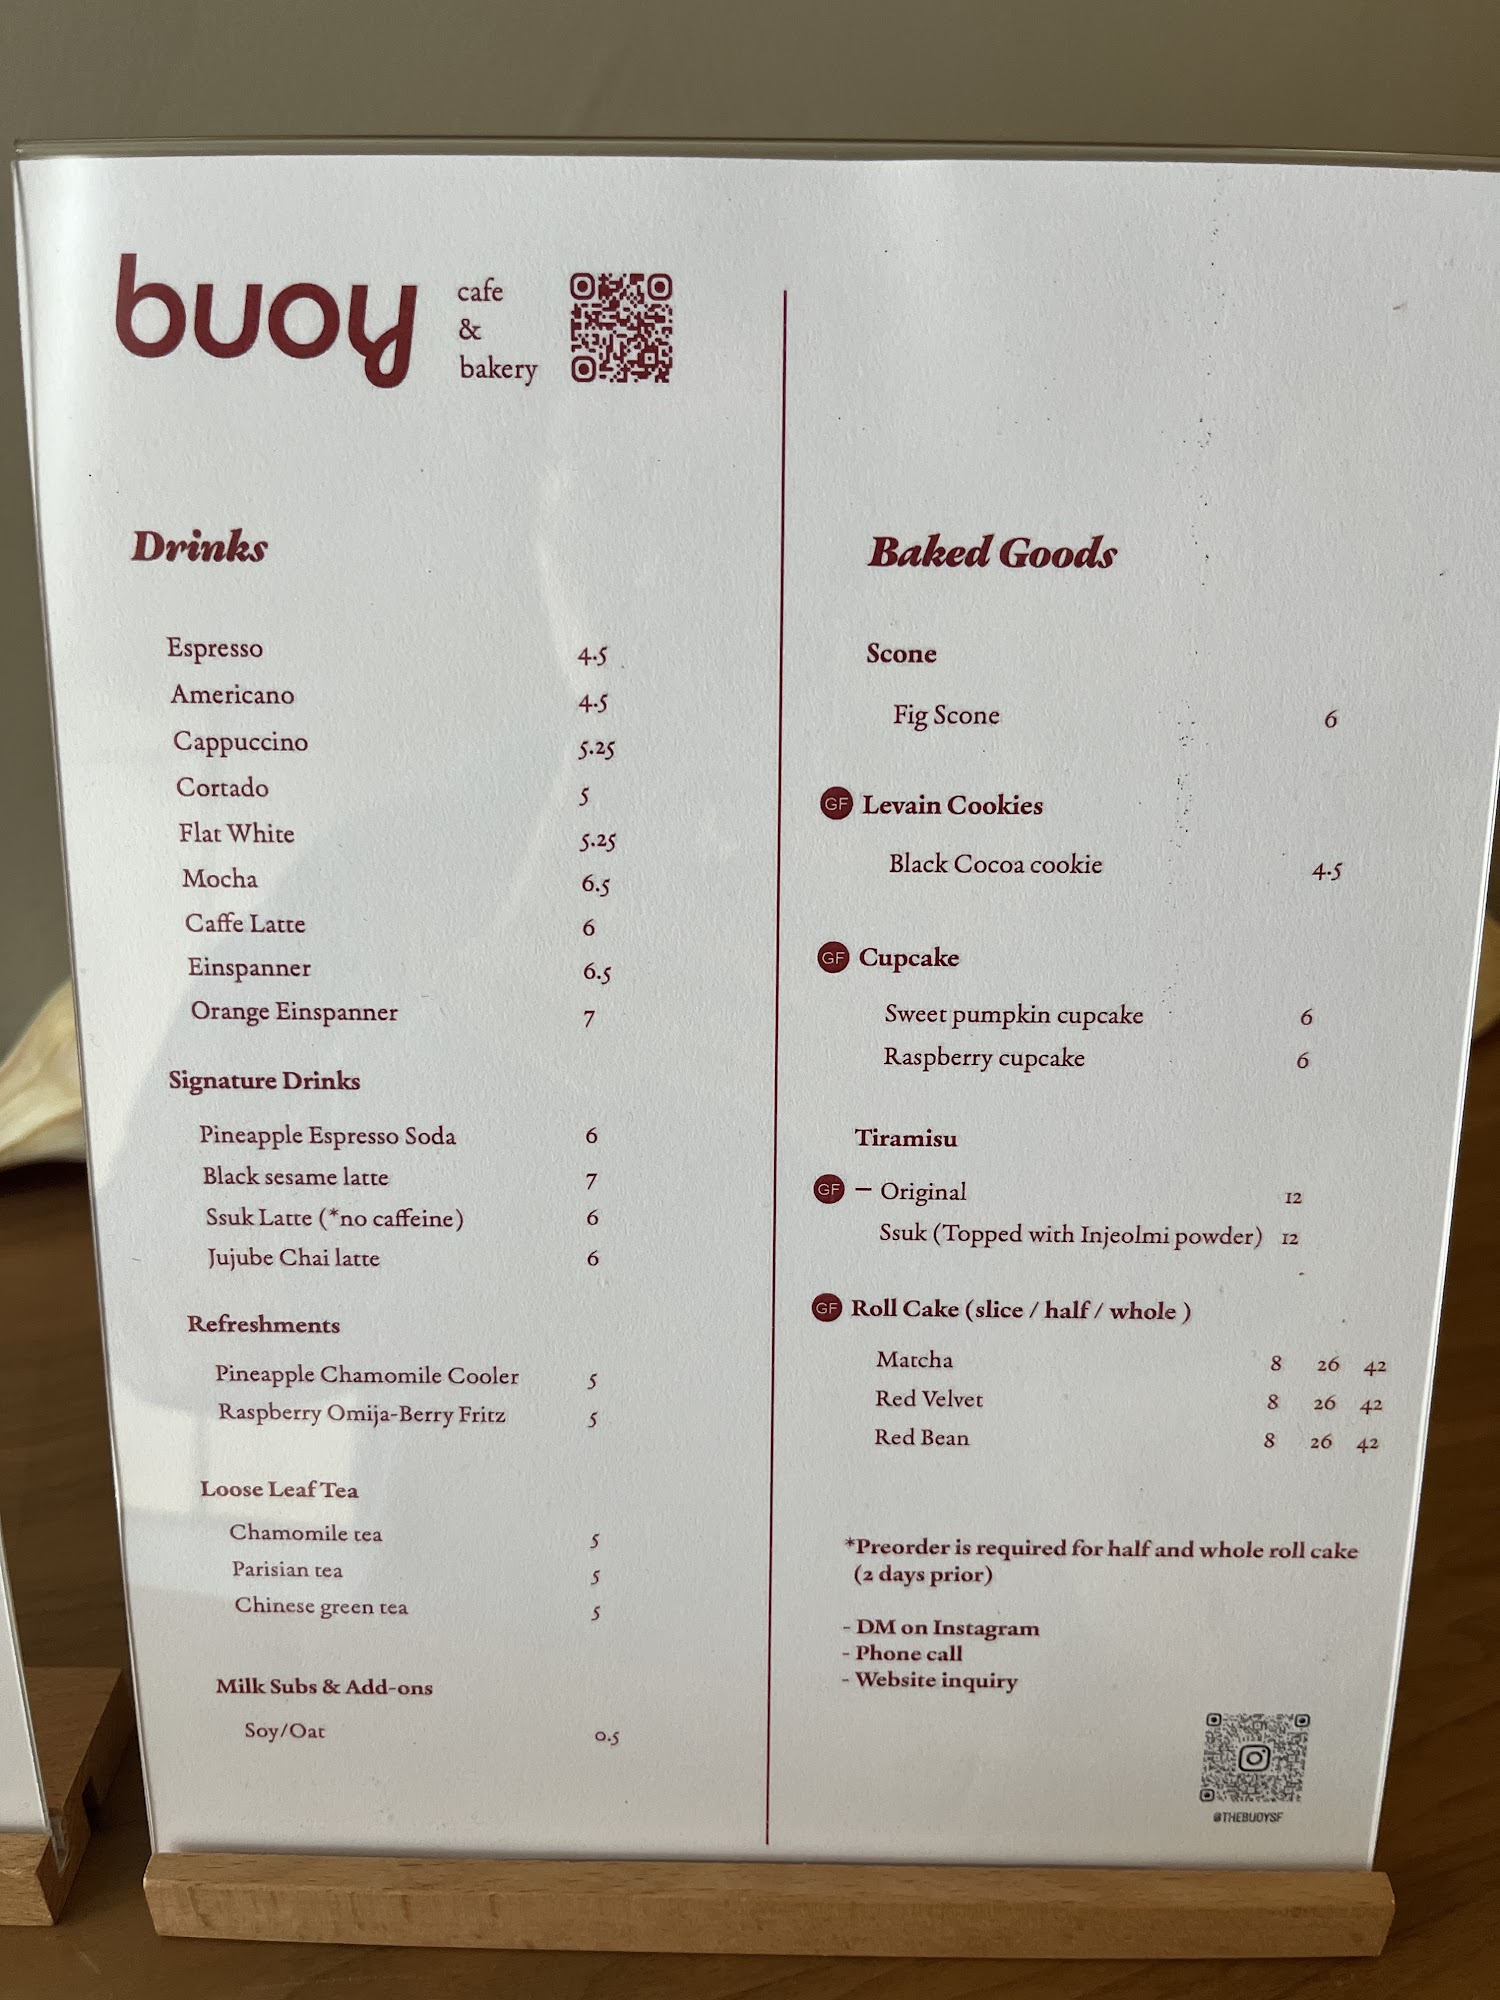 buoy
cafe
&
bakery
Drinks
Espresso 4.5
Americano 4.5
Cappuccino 5.25
Cortado 5
Flat White 5.25
Mocha 6.5
Caffe Latte 6
Einspanner 6.5
Orange Einspanner 7
Signature Drinks
Pineapple Espresso Soda 6
Black sesame latte 7
Ssuk Latte (*no caffeine) 6
Jujube Chai latte 6
Refreshments
Pineapple Chamomile Cooler 5
Raspberry Omija-Berry Fritz 5
Loose Leaf Tea
Chamomile tea 5
Parisian tea 5
Chinese green tea 5
Milk Subs & Add-ons
Soy/Oat 0.5
Baked Goods
Scone
Fig Scone 6
GF Levain Cookies
Black Cocoa cookie 4.5
GF Cupcake
Sweet pumpkin cupcake 6
Raspberry cupcake 6
Tiramisu
GF – Original 12
Ssuk (Topped with Injeolmi powder) 12
GF Roll Cake (slice / half / whole )
Matcha 8 26 42
Red Velvet 8 26 42
Red Bean 8 26 42
*Preorder is required for half and whole roll cake
(2 days prior)
- DM on Instagram
- Phone call
- Website inquiry
@THEBUOYSF